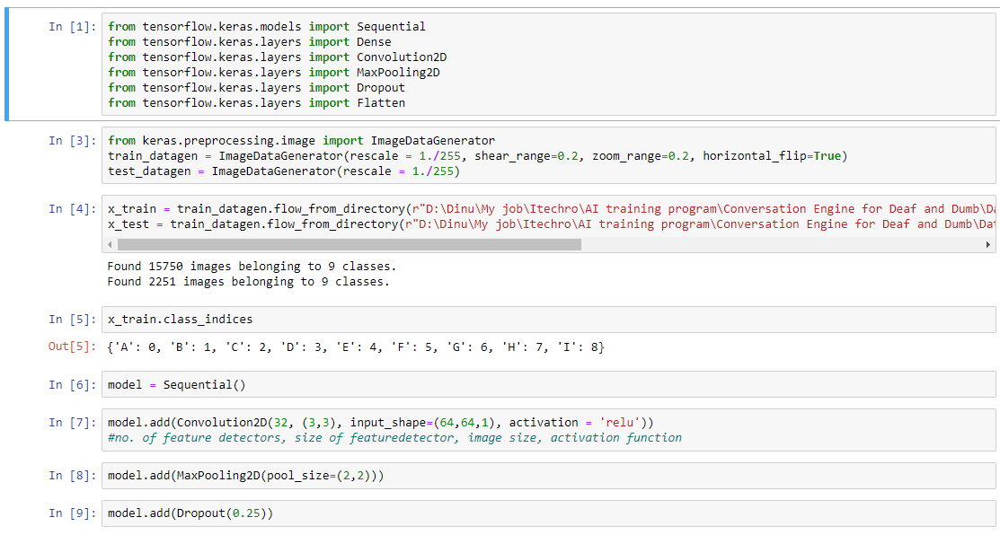 In [1]: from tensorflow.keras.models import Sequential
from tensorflow.keras.layers import Dense
from tensorflow.keras.layers import Convolution2D
from tensorflow.keras.layers import MaxPooling2D
from tensorflow.keras.layers import Dropout
from tensorflow.keras.layers import Flatten
In [3]: from keras.preprocessing.image import ImageDataGenerator
train_datagen = ImageDataGenerator(rescale = 1./255, shear_range=0.2, zoom_range=0.2, horizontal_flip=True)
test_datagen = ImageDataGenerator(rescale = 1./255)
In [4]: x_train = train_datagen.flow_from_directory(r"D:\Dinu\My job\Itechro\AI training program\Conversation Engine for Deaf and Dumb\
x_test = train_datagen.flow_from_directory(r"D:\Dinu\My job\Itechro\AI training program\Conversation Engine for Deaf and Dumb\
Found 15750 images belonging to 9 classes.
Found 2251 images belonging to 9 classes.
In [5]: x_train.class_indices
Out[5]: {'A': 0, 'B': 1, 'C': 2, 'D': 3, 'E': 4, 'F': 5, 'G': 6, 'H': 7, 'I': 8}
In [6]: model = Sequential()
In [7]: model.add(Convolution2D(32, (3,3), input_shape=(64,64,1), activation = 'relu'))
#no. of feature detectors, size of featuredetector, image size, activation function
In [8]: model.add(MaxPooling2D(pool_size=(2,2)))
In [9]: model.add(Dropout(0.25))